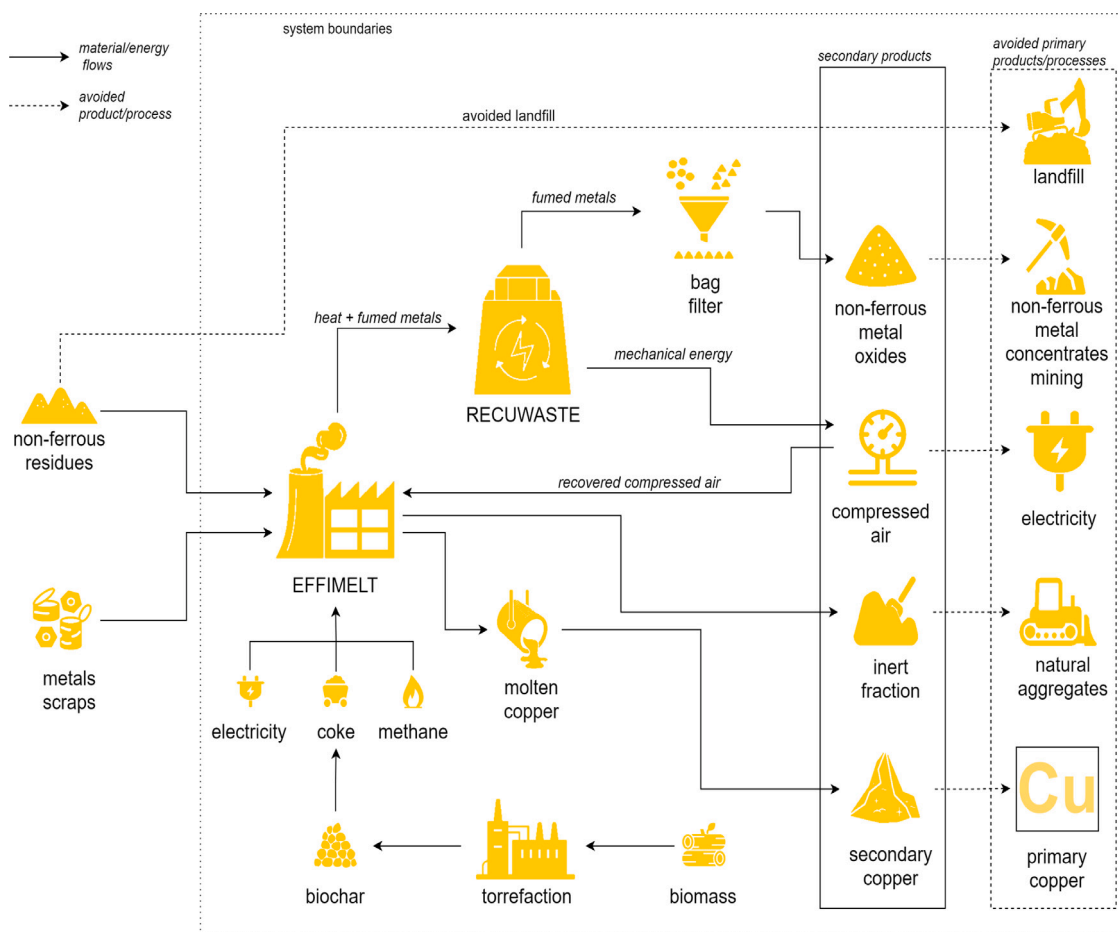 system boundaries
material/energy
flows
avoided
product/process
secondary products
avoided primary
products/processes
avoided landfill
landfill
fumed metals
bag
filter
non-ferrous
metal
oxides
non-ferrous
metal
concentrates
mining
heat + fumed metals
RECUWASTE
mechanical energy
non-ferrous
residues
recovered compressed air
compressed
air
electricity
EFFIMELT
metals
scraps
electricity
coke
methane
molten
copper
inert
fraction
natural
aggregates
Cu
biochar
torrefaction
biomass
secondary
copper
primary
copper